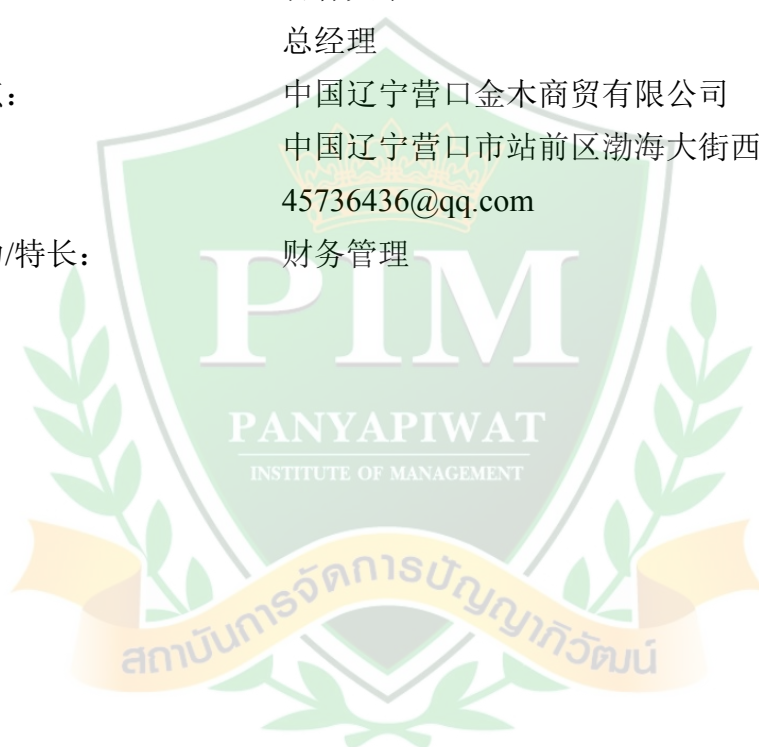 总经理
中国辽宁营口金木商贸有限公司
中国辽宁营口市站前区渤海大街西
45736436@qq.com
/特长： 财务管理
PIM
PANYAPIWAT
INSTITUTE OF MANAGEMENT
สถาบันการจัดการปัญญาภิวัฒน์